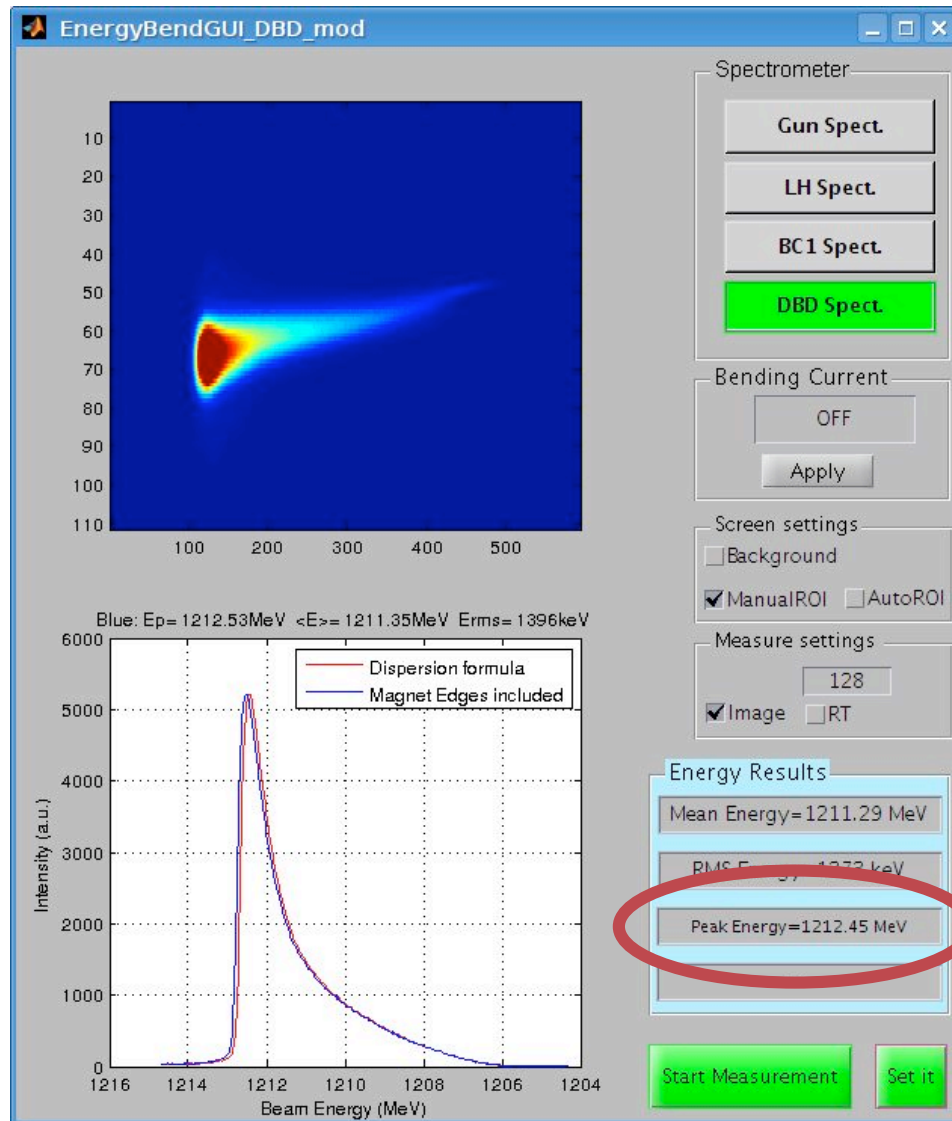 EnergyBendGUI_DBD_mod
10
20
30
40
50
60
70
80
90
100
110
100 200 300 400 500
Blue: Ep= 1212.53MeV <E>= 1211.35MeV Erms= 1396keV
Dispersion formula
Magnet Edges included
6000
5000
4000
3000
2000
1000
0
Intensity (a.u.)
1216 1214 1212 1210 1208 1206 1204
Beam Energy (MeV)
Spectrometer
Gun Spect.
LH Spect.
BC1 Spect.
DBD Spect.
Bending Current
OFF
Apply
Screen settings
Background
ManualROI AutoROI
Measure settings
128
Image RT
Energy Results
Mean Energy=1211.29 MeV
RMS Energy=1273 keV
Peak Energy=1212.45 MeV
Start Measurement Set it